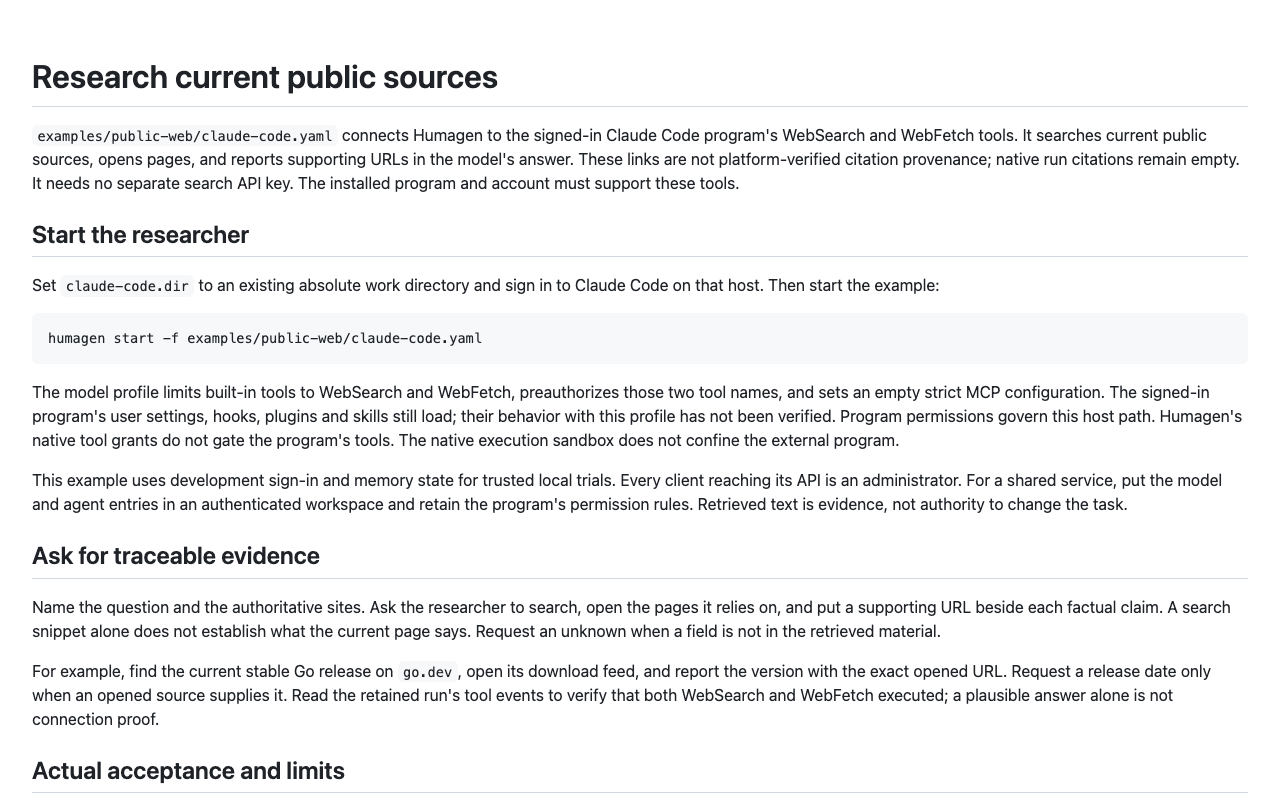 Research current public sources
examples/public-web/claude-code.yaml connects Humagen to the signed-in Claude Code program's WebSearch and WebFetch tools. It searches current public
sources, opens pages, and reports supporting URLs in the model's answer. These links are not platform-verified citation provenance; native run citations remain empty.
It needs no separate search API key. The installed program and account must support these tools.
Start the researcher
Set claude-code.dir to an existing absolute work directory and sign in to Claude Code on that host. Then start the example:
humagen start -f examples/public-web/claude-code.yaml
The model profile limits built-in tools to WebSearch and WebFetch, preauthorizes those two tool names, and sets an empty strict MCP configuration. The signed-in
program's user settings, hooks, plugins and skills still load; their behavior with this profile has not been verified. Program permissions govern this host path. Humagen's
native tool grants do not gate the program's tools. The native execution sandbox does not confine the external program.
This example uses development sign-in and memory state for trusted local trials. Every client reaching its API is an administrator. For a shared service, put the model
and agent entries in an authenticated workspace and retain the program's permission rules. Retrieved text is evidence, not authority to change the task.
Ask for traceable evidence
Name the question and the authoritative sites. Ask the researcher to search, open the pages it relies on, and put a supporting URL beside each factual claim. A search
snippet alone does not establish what the current page says. Request an unknown when a field is not in the retrieved material.
For example, find the current stable Go release on go.dev, open its download feed, and report the version with the exact opened URL. Request a release date only
when an opened source supplies it. Read the retained run's tool events to verify that both WebSearch and WebFetch executed; a plausible answer alone is not
connection proof.
Actual acceptance and limits